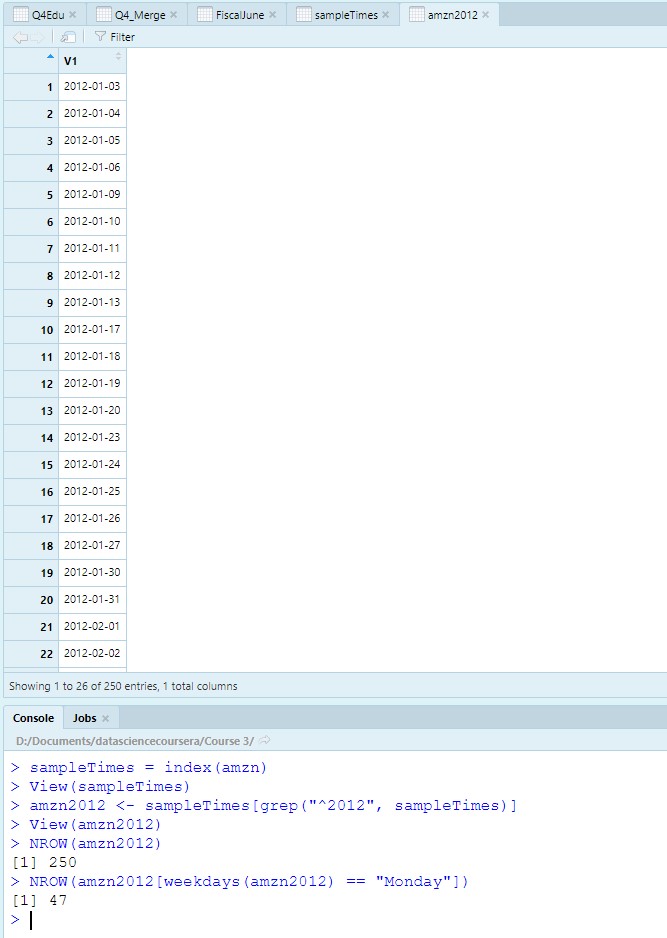 Q4Edu Q4_Merge FiscalJune sampleTimes amzn2012
Filter
V1
1 2012-01-03
2 2012-01-04
3 2012-01-05
4 2012-01-06
5 2012-01-09
6 2012-01-10
7 2012-01-11
8 2012-01-12
9 2012-01-13
10 2012-01-17
11 2012-01-18
12 2012-01-19
13 2012-01-20
14 2012-01-23
15 2012-01-24
16 2012-01-25
17 2012-01-26
18 2012-01-27
19 2012-01-30
20 2012-01-31
21 2012-02-01
22 2012-02-02
Showing 1 to 26 of 250 entries, 1 total columns
Console Jobs
D:/Documents/datasciencecoursera/Course 3/
> sampleTimes = index(amzn)
> View(sampleTimes)
> amzn2012 <- sampleTimes[grep("^2012", sampleTimes)]
> View(amzn2012)
> NROW(amzn2012)
[1] 250
> NROW(amzn2012[weekdays(amzn2012) == "Monday"])
[1] 47
>